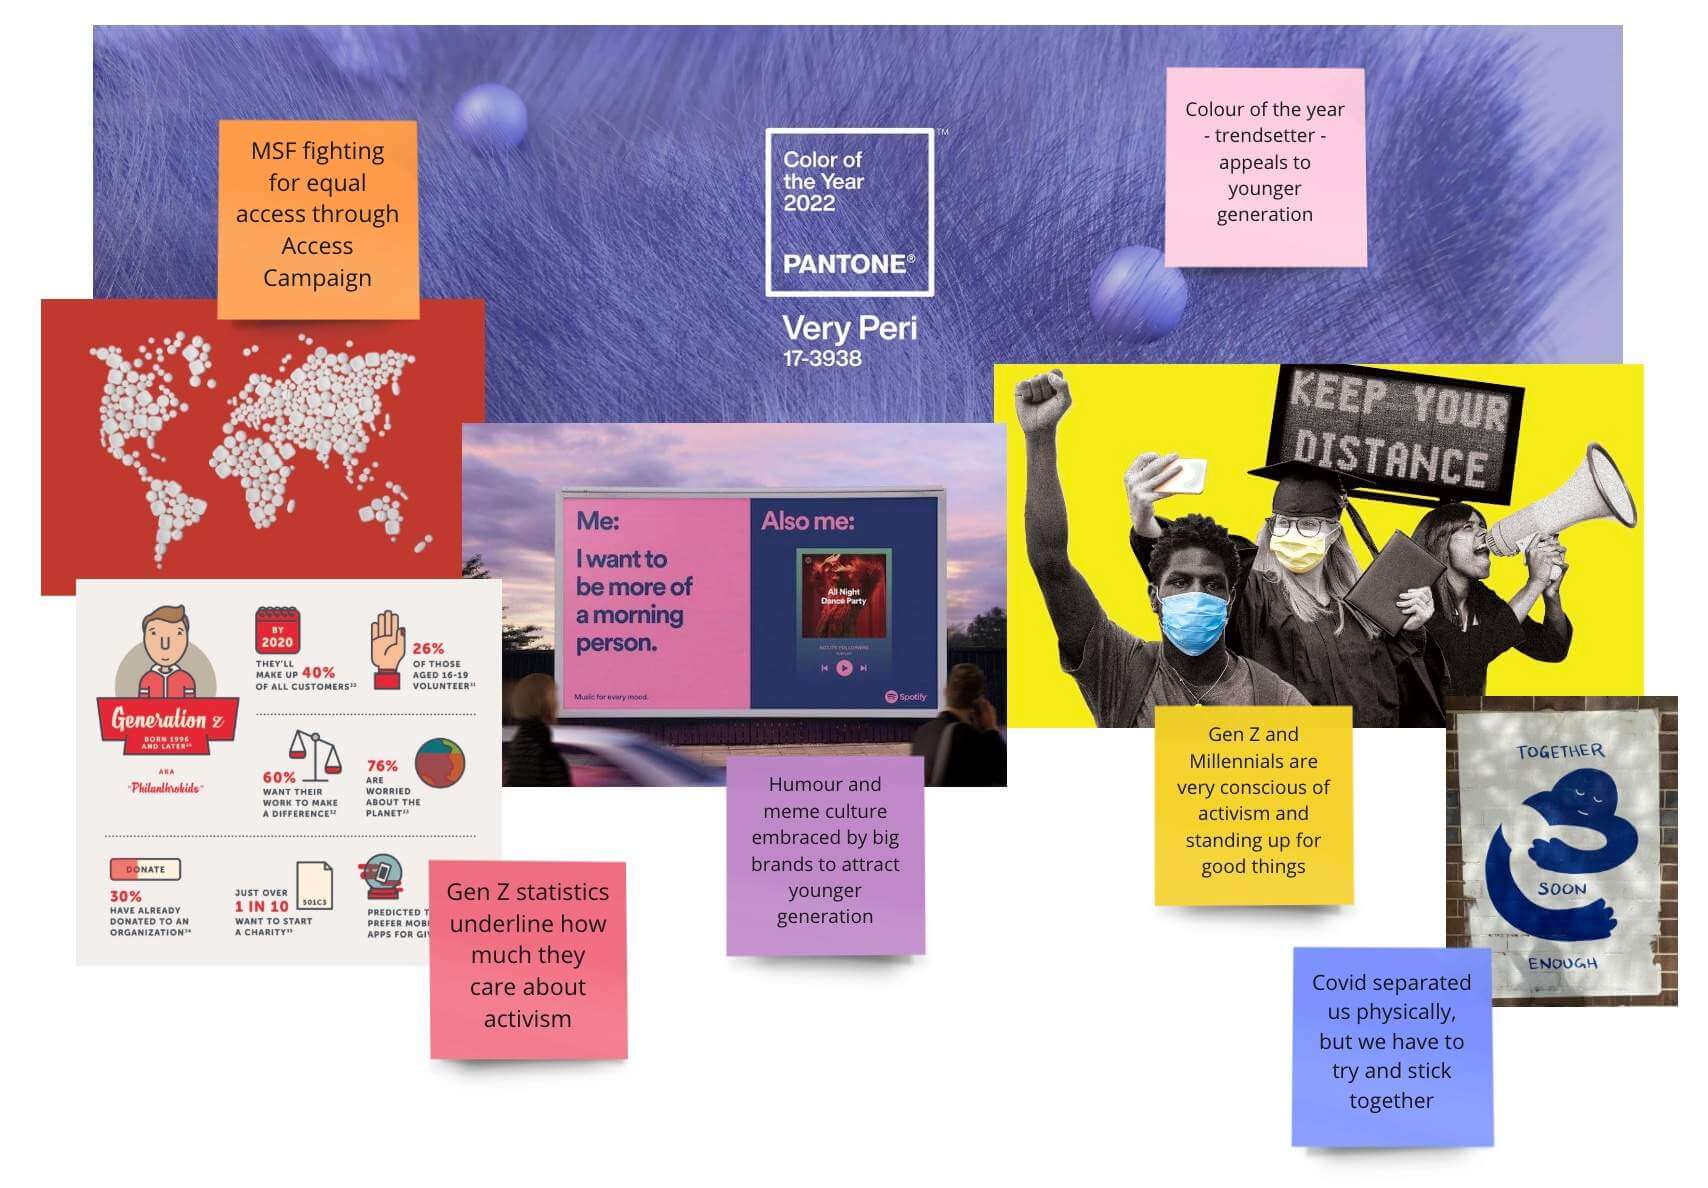 MSF fighting
for equal
access through
Access
Campaign
Color of
the Year
2022
PANTONE®
™
Very Peri
17-3938
Colour of the year
- trendsetter -
appeals to
younger
generation
KEEP YOUR
DISTANCE
Me:
I want to
be more of
a morning
person.
Music for every mood.
Also me:
All Night
Dance Party
Spotify
Generation Z
BORN 1996
AND LATER
AKA
"Philanthrokids"
BY
2020
THEY'LL
MAKE UP 40%
OF ALL CUSTOMERS
26%
OF THOSE
AGED 16-19
VOLUNTEER
60%
WANT THEIR
WORK TO MAKE
A DIFFERENCE
76%
ARE
WORRIED
ABOUT THE
PLANET
DONATE
30%
HAVE ALREADY
DONATED TO AN
ORGANIZATION
JUST OVER
1 IN 10
WANT TO START
A CHARITY
501C3
PREDICTED T
PREFER MOBI
APPS FOR GI
Gen Z statistics
underline how
much they
care about
activism
Humour and
meme culture
embraced by big
brands to attract
younger
generation
Gen Z and
Millennials are
very conscious of
activism and
standing up for
good things
TOGETHER
SOON
ENOUGH
Covid separated
us physically,
but we have to
try and stick
together